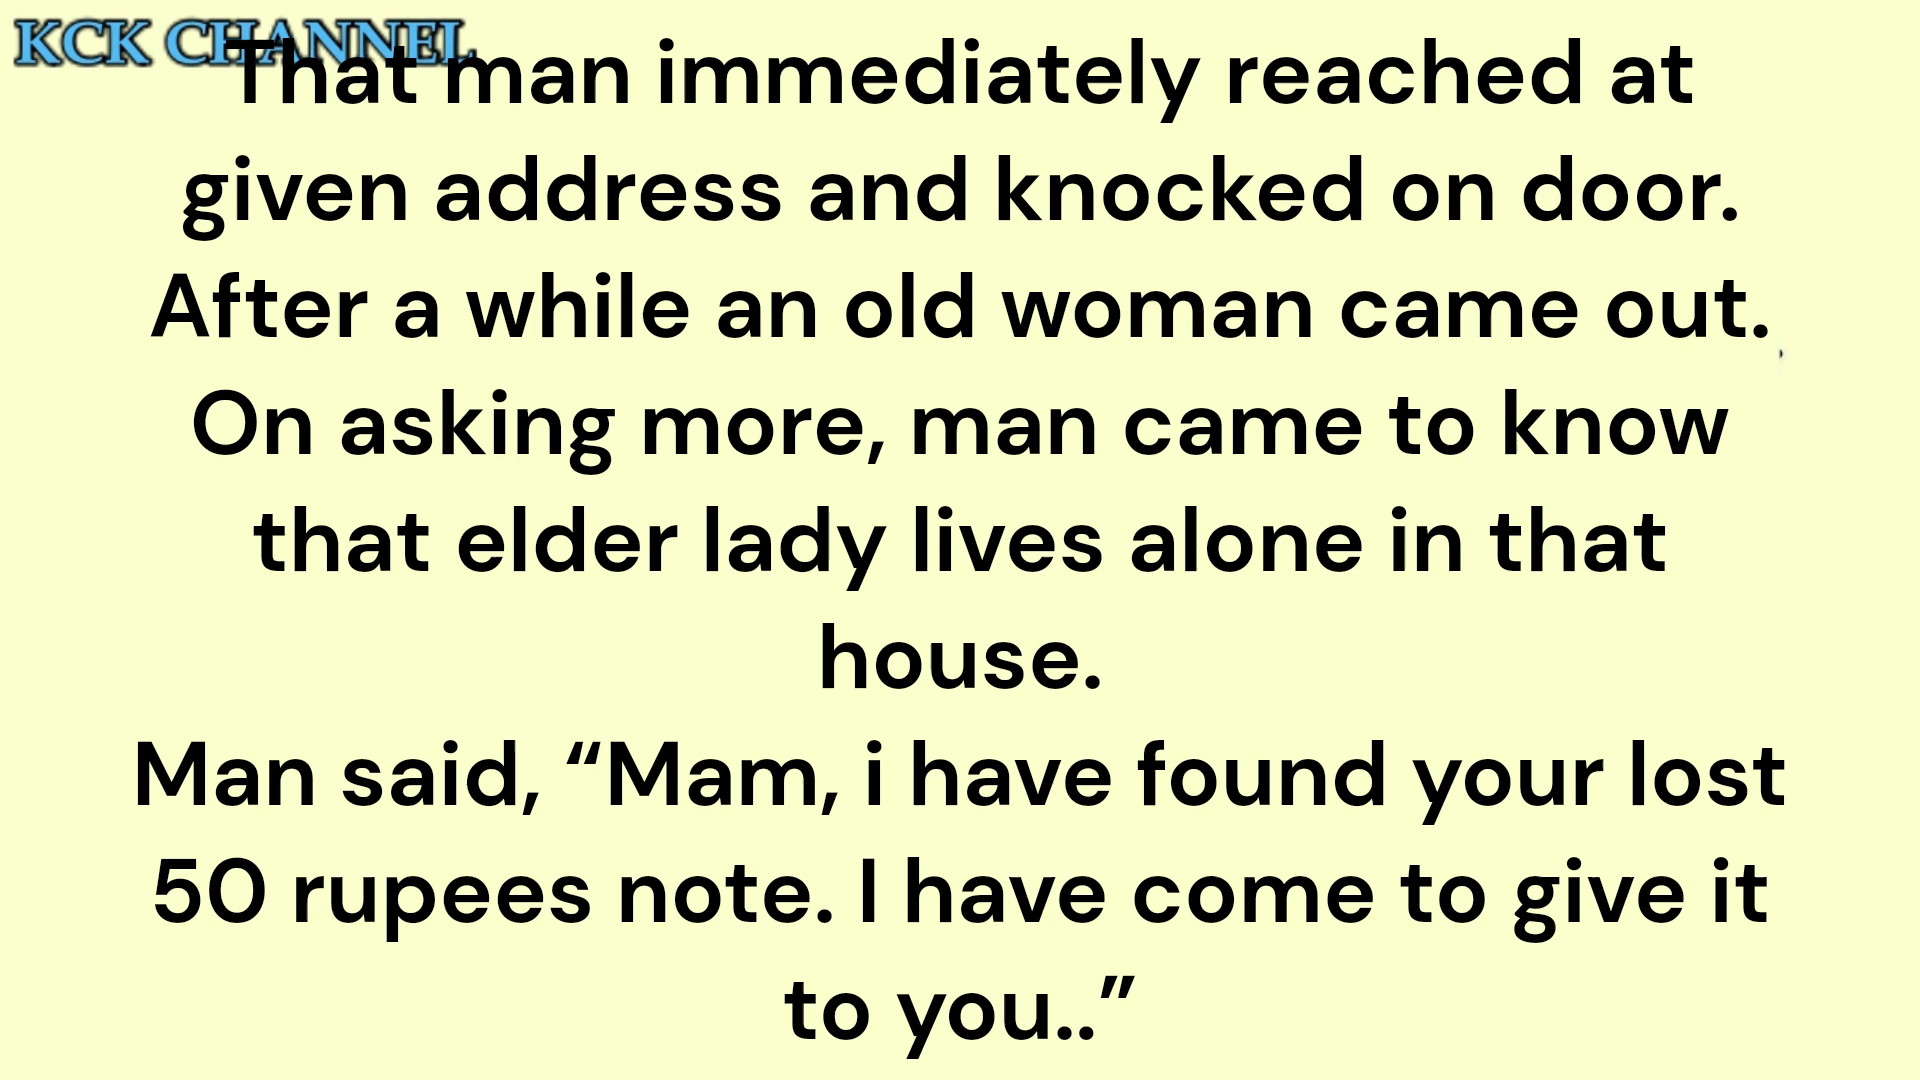 KCK CHANNEL
That man immediately reached at
given address and knocked on door.
After a while an old woman came out.
On asking more, man came to know
that elder lady lives alone in that
house.
Man said, “Mam, i have found your lost
50 rupees note. I have come to give it
to you..”